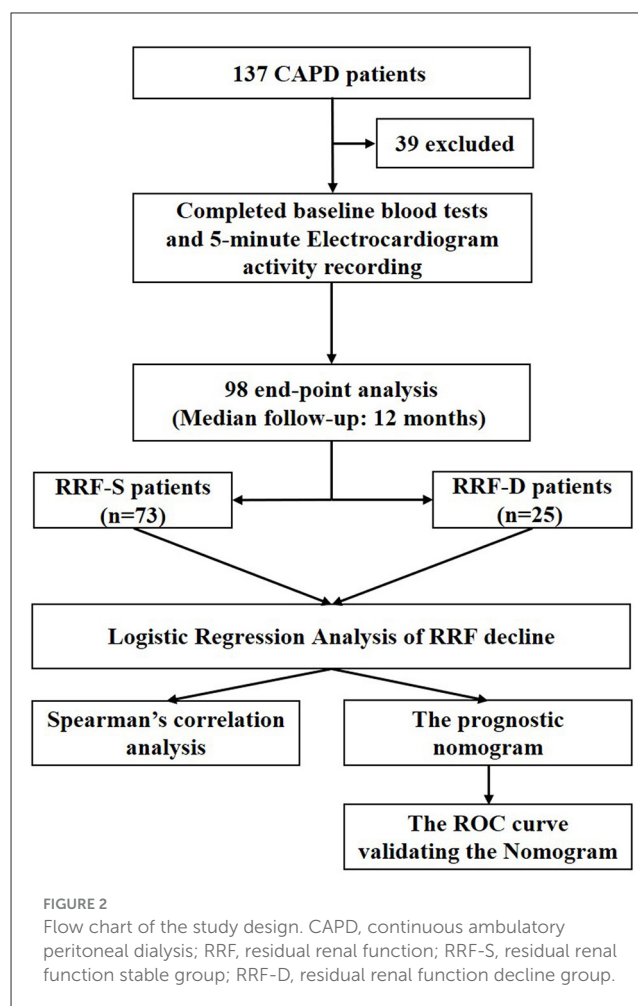 137 CAPD patients
39 excluded
Completed baseline blood tests
and 5-minute Electrocardiogram
activity recording
98 end-point analysis
(Median follow-up: 12 months)
RRF-S patients
(n=73)
RRF-D patients
(n=25)
Logistic Regression Analysis of RRF decline
Spearman's correlation
analysis
The prognostic
nomogram
The ROC curve
validating the Nomogram
FIGURE 2
Flow chart of the study design. CAPD, continuous ambulatory
peritoneal dialysis; RRF, residual renal function; RRF-S, residual renal
function stable group; RRF-D, residual renal function decline group.